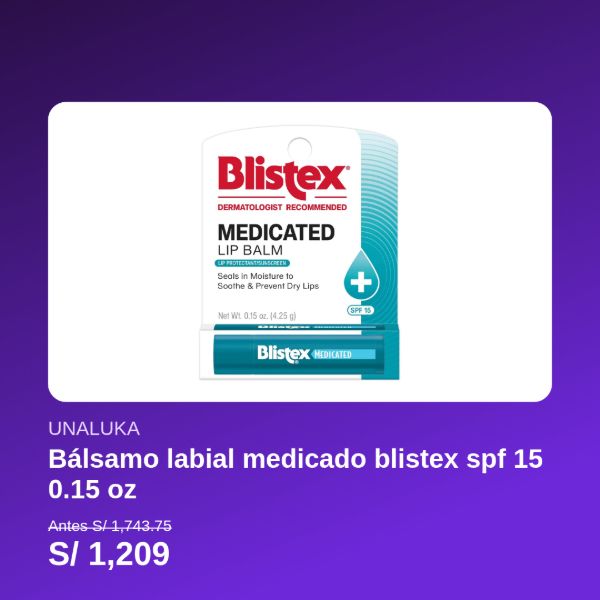 Blistex®
DERMATOLOGIST RECOMMENDED
MEDICATED
LIP BALM
LIP PROTECTANT/SUNSCREEN
Seals in Moisture to
Soothe & Prevent Dry Lips
SPF 15
Net Wt. 0.15 oz. (4.25 g)
Blistex® MEDICATED
UNALUKA
Bálsamo labial medicado blistex spf 15
0.15 oz
Antes S/ 1,743.75
S/ 1,209